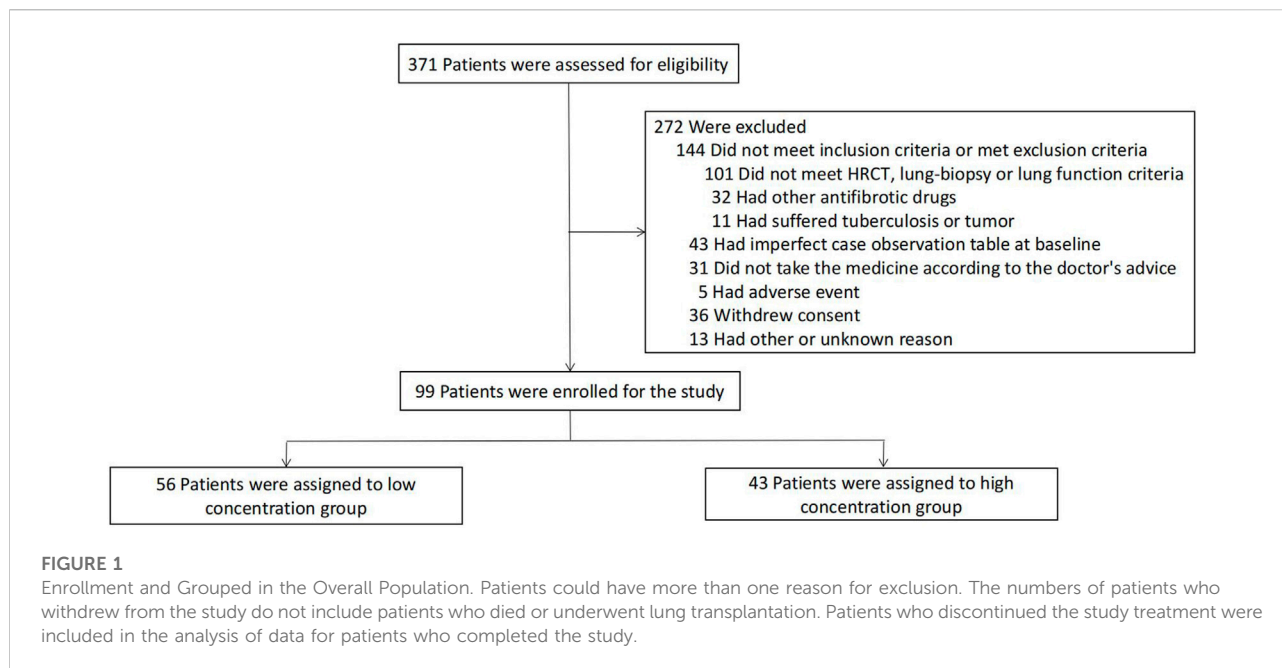 371 Patients were assessed for eligibility
272 Were excluded
144 Did not meet inclusion criteria or met exclusion criteria
101 Did not meet HRCT, lung-biopsy or lung function criteria
32 Had other antifibrotic drugs
11 Had suffered tuberculosis or tumor
43 Had imperfect case observation table at baseline
31 Did not take the medicine according to the doctor's advice
5 Had adverse event
36 Withdrew consent
13 Had other or unknown reason
99 Patients were enrolled for the study
56 Patients were assigned to low
concentration group
43 Patients were assigned to high
concentration group
FIGURE 1
Enrollment and Grouped in the Overall Population. Patients could have more than one reason for exclusion. The numbers of patients who
withdrew from the study do not include patients who died or underwent lung transplantation. Patients who discontinued the study treatment were
included in the analysis of data for patients who completed the study.